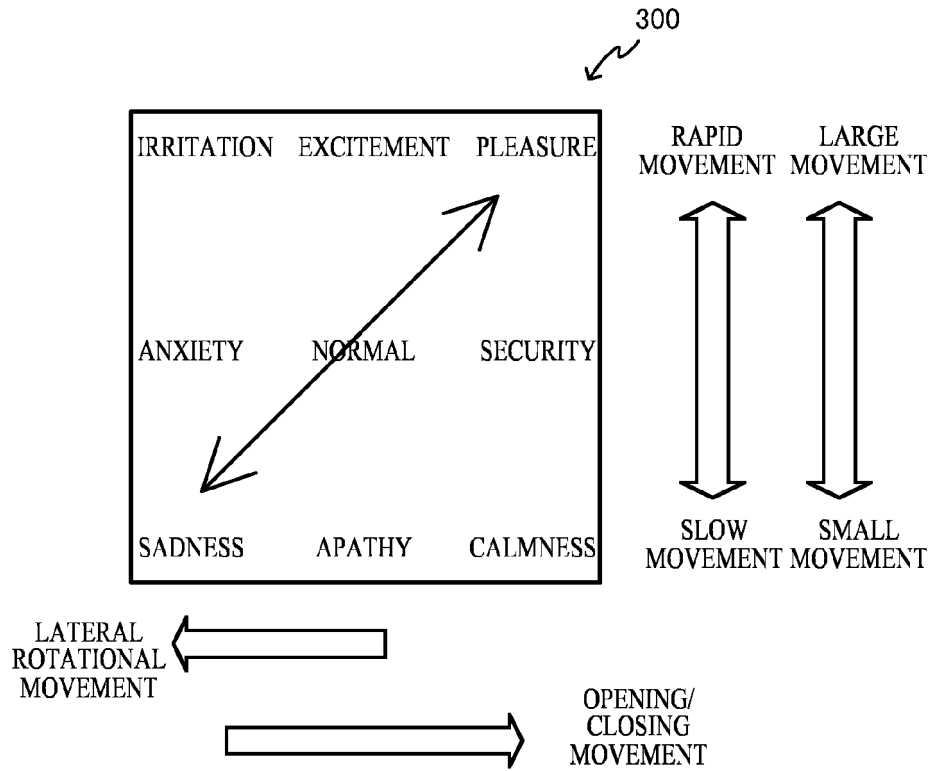 300
IRRITATION EXCITEMENT PLEASURE
RAPID MOVEMENT
LARGE MOVEMENT
ANXIETY NORMAL SECURITY
SADNESS APATHY CALMNESS
SLOW MOVEMENT
SMALL MOVEMENT
LATERAL
ROTATIONAL
MOVEMENT
OPENING/
CLOSING
MOVEMENT